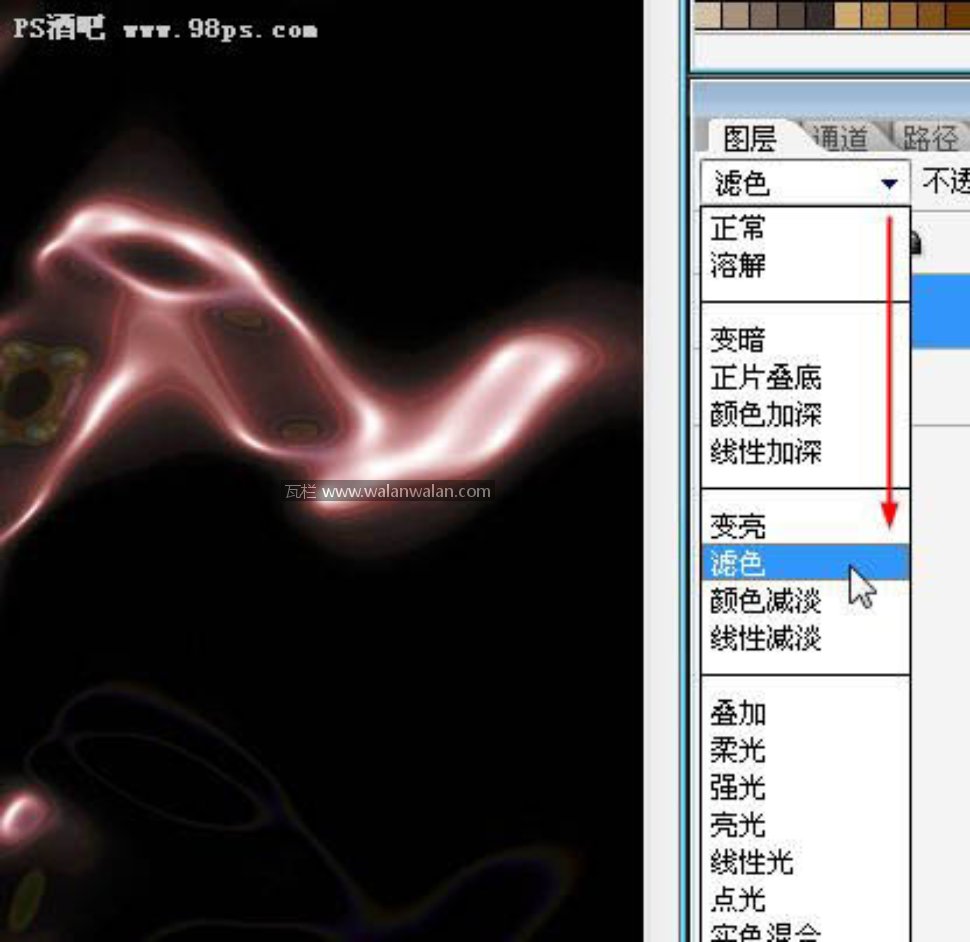 PS酒吧 www.98ps.com
图层 通道 路径
滤色 不透
正常
溶解
变暗
正片叠底
颜色加深
线性加深
瓦栏 www.walanwalan.com
变亮
滤色
颜色减淡
线性减淡
叠加
柔光
强光
亮光
线性光
点光
实色混合